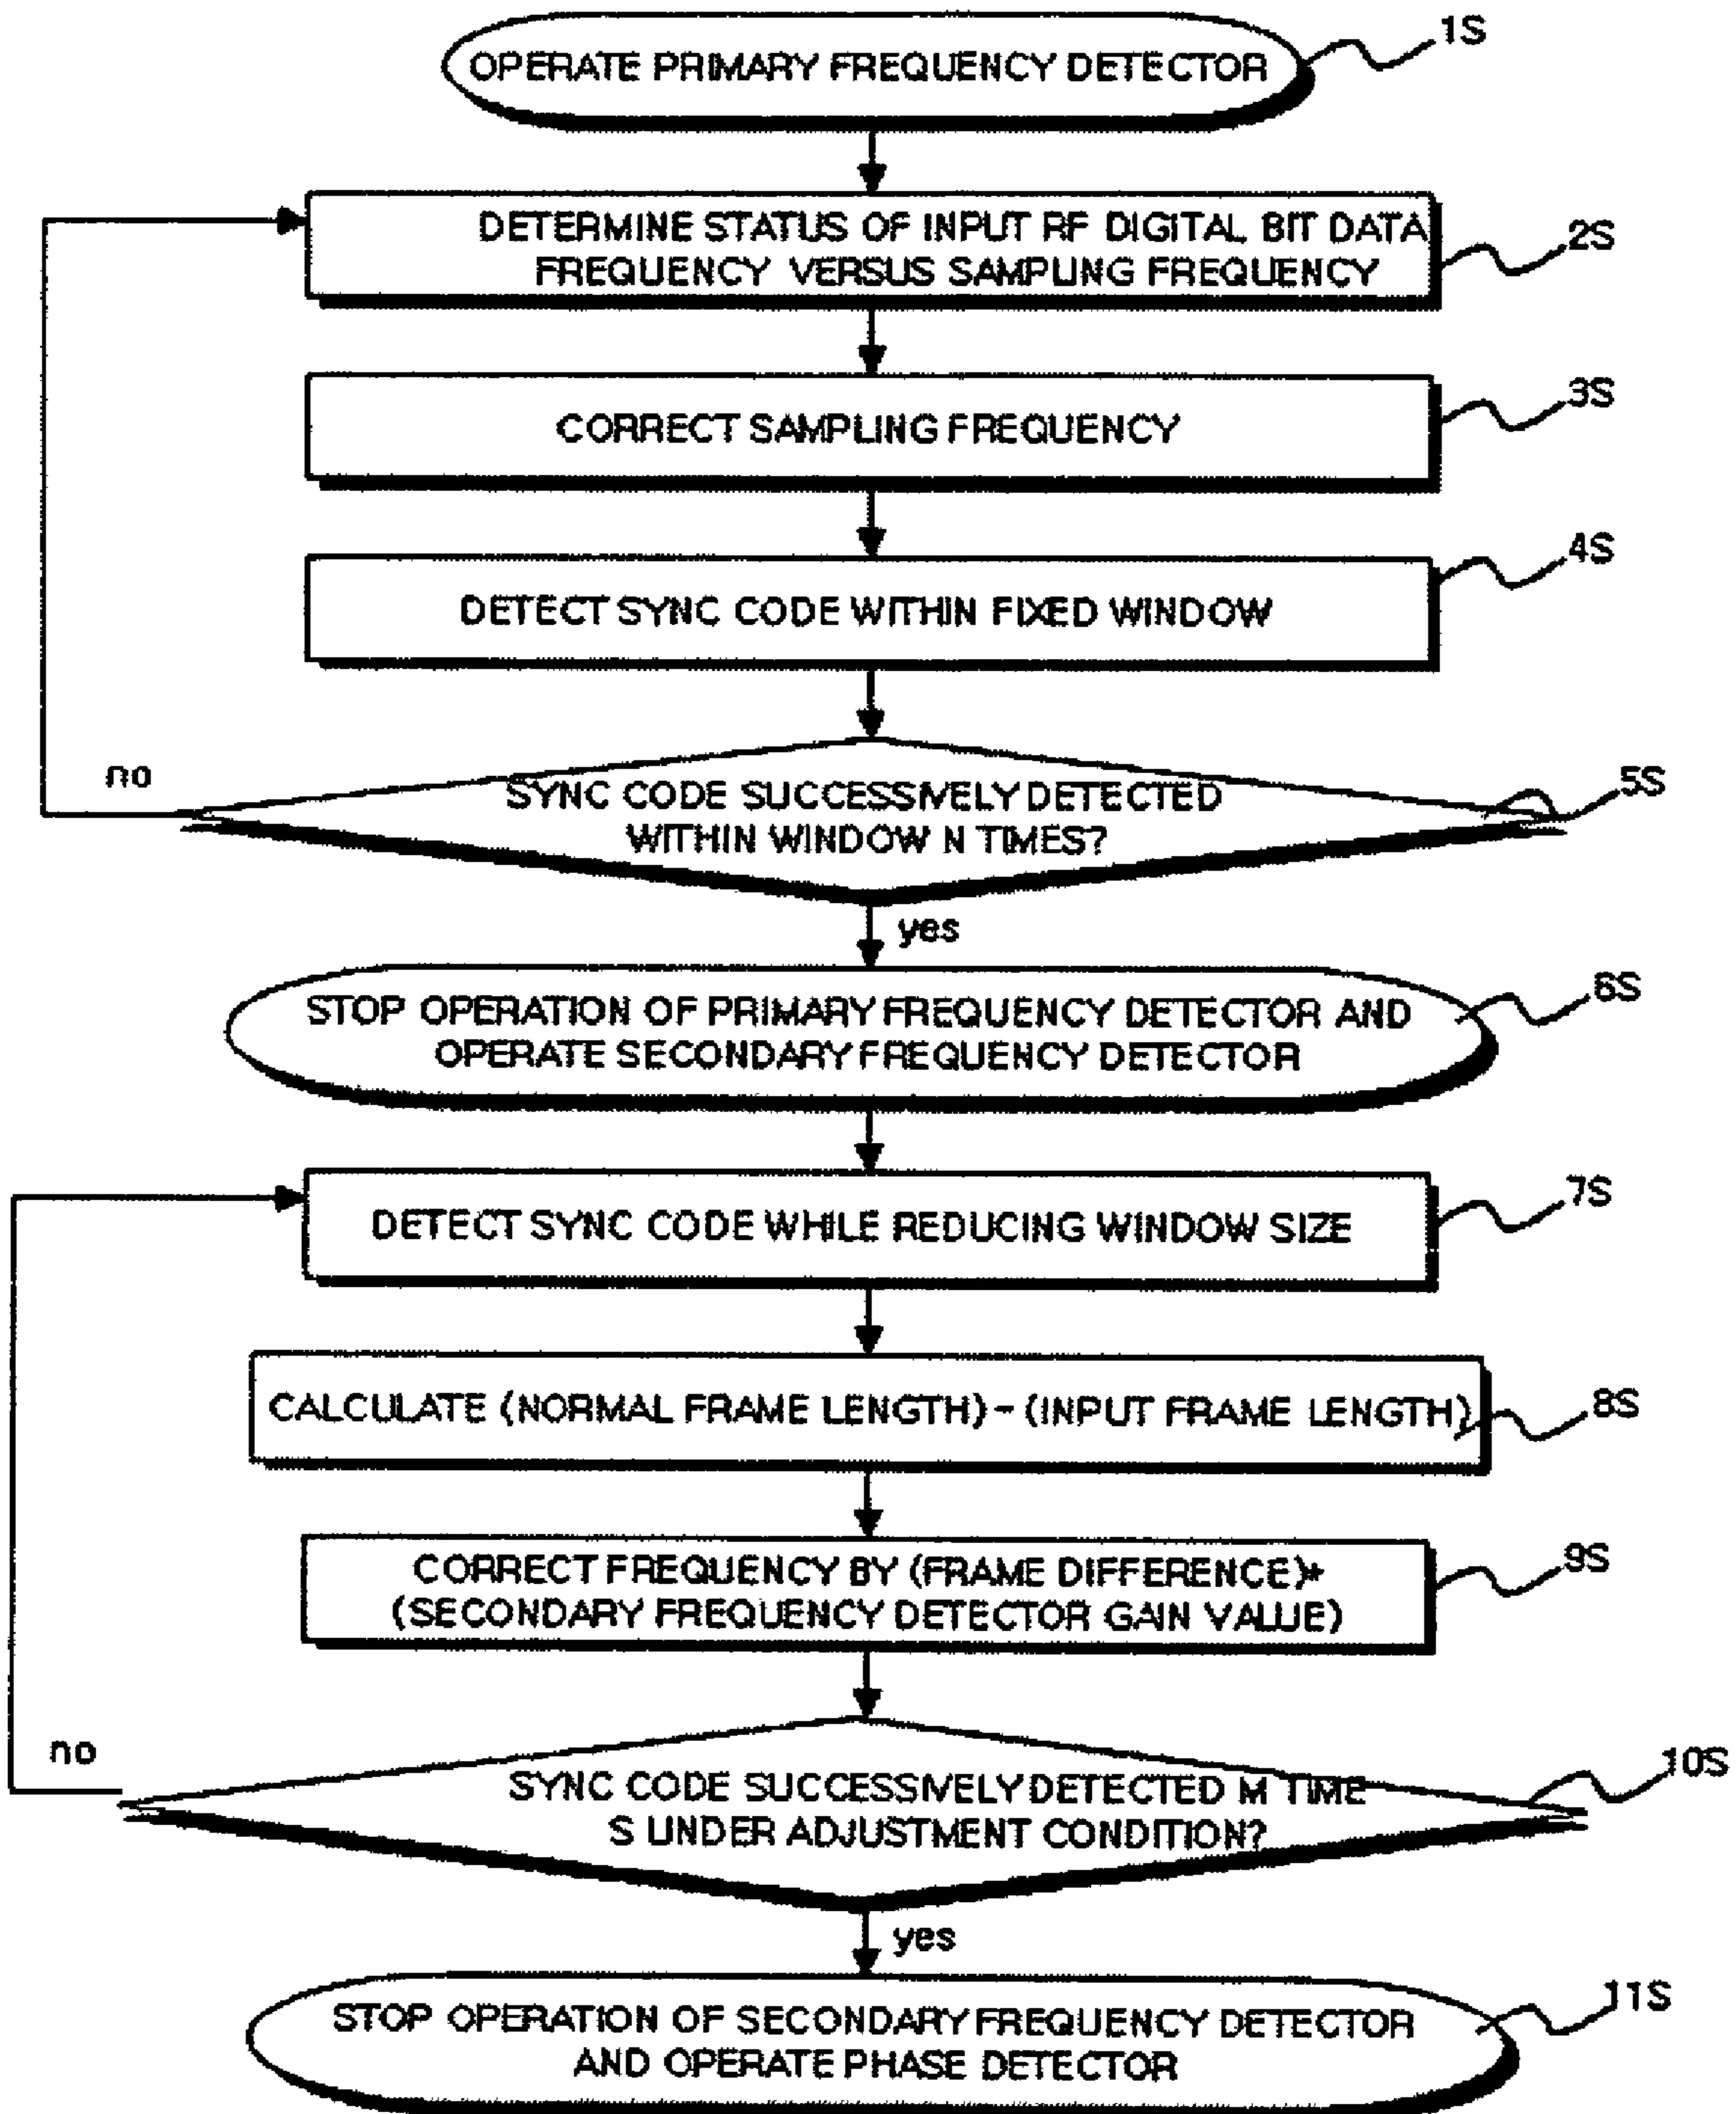 OPERATE PRIMARY FREQUENCY DETECTOR
1S
DETERMINE STATUS OF INPUT RF DIGITAL BIT DATA
FREQUENCY VERSUS SAMPLING FREQUENCY
2S
CORRECT SAMPLING FREQUENCY
3S
DETECT SYNC CODE WITHIN FIXED WINDOW
4S
no
SYNC CODE SUCCESSIVELY DETECTED
WITHIN WINDOW N TIMES?
5S
yes
STOP OPERATION OF PRIMARY FREQUENCY DETECTOR AND
OPERATE SECONDARY FREQUENCY DETECTOR
6S
DETECT SYNC CODE WHILE REDUCING WINDOW SIZE
7S
CALCULATE (NORMAL FRAME LENGTH) - (INPUT FRAME LENGTH)
8S
CORRECT FREQUENCY BY (FRAME DIFFERENCE)*
(SECONDARY FREQUENCY DETECTOR GAIN VALUE)
9S
no
SYNC CODE SUCCESSIVELY DETECTED M TIME
S UNDER ADJUSTMENT CONDITION?
10S
yes
STOP OPERATION OF SECONDARY FREQUENCY DETECTOR
AND OPERATE PHASE DETECTOR
11S